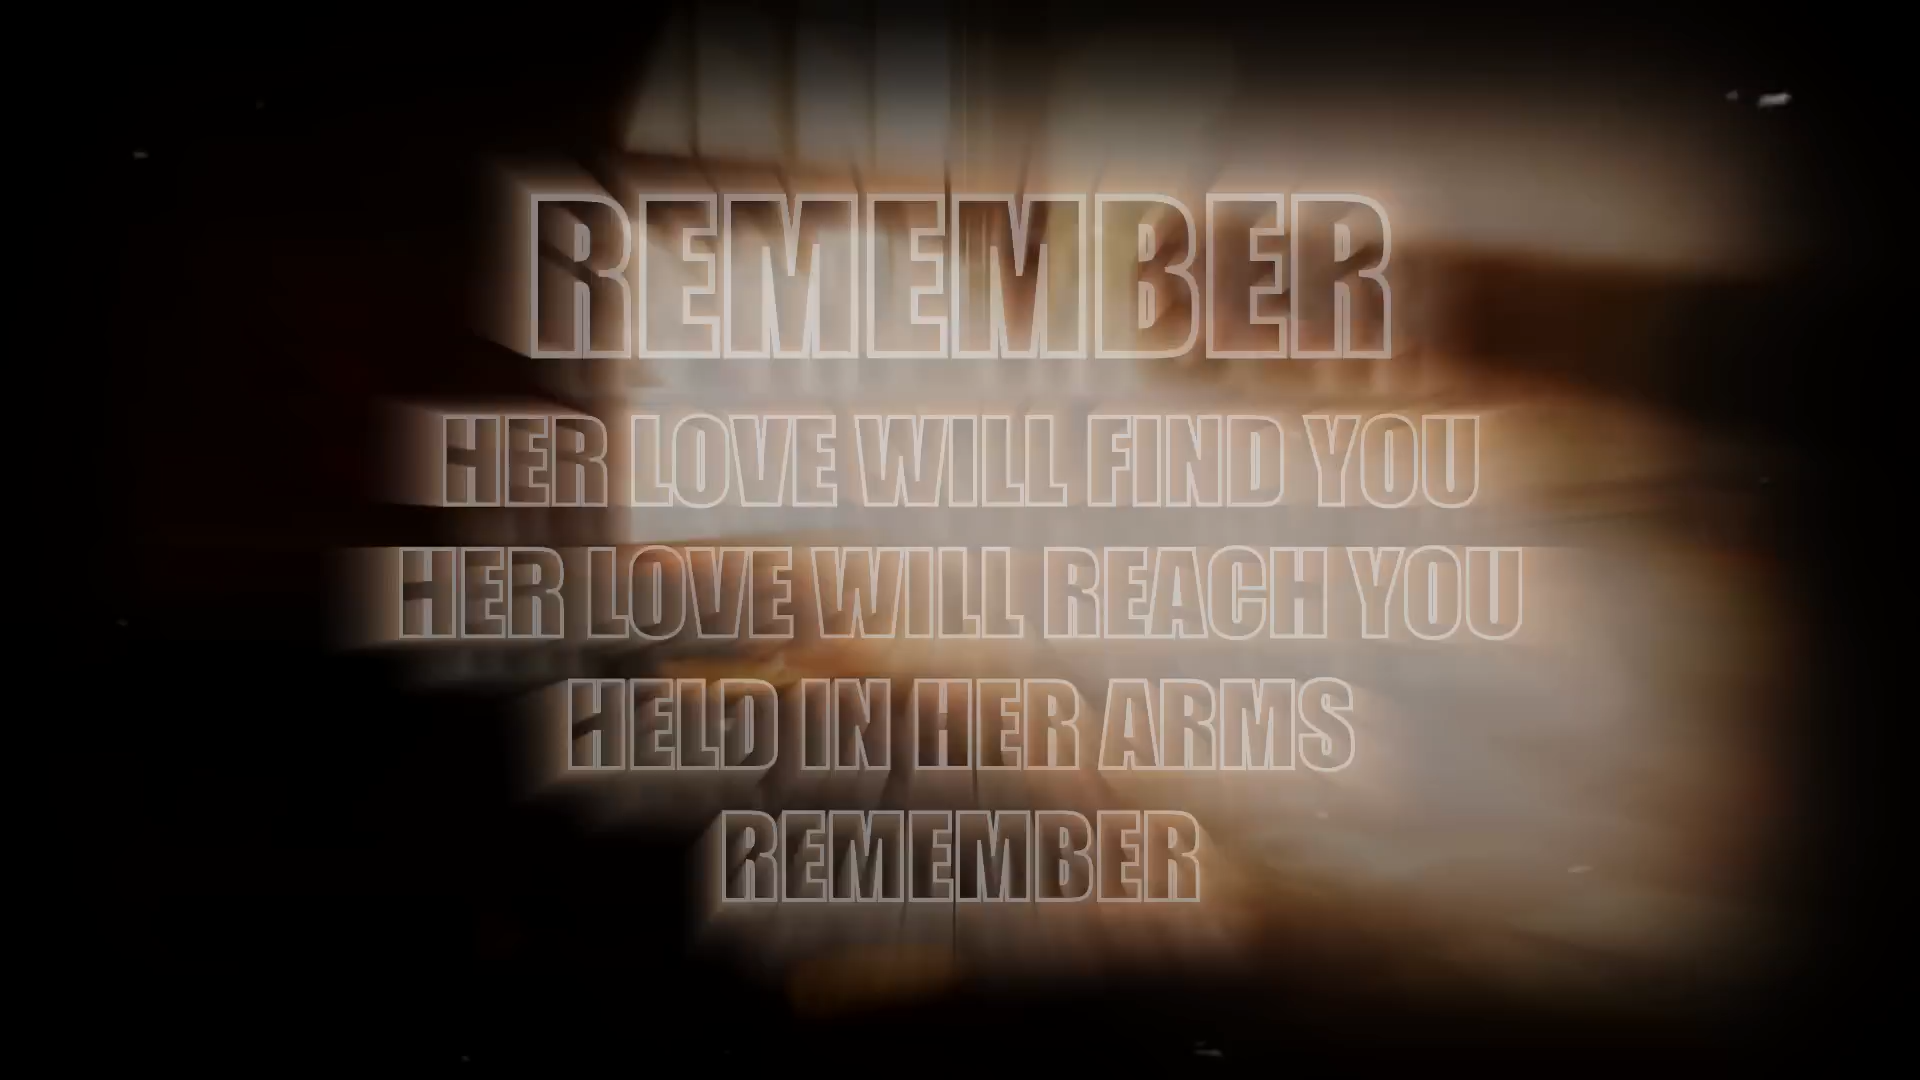 REMEMBER
HER LOVE WILL FIND YOU
HER LOVE WILL REACH YOU
HELD IN HER ARMS
REMEMBER